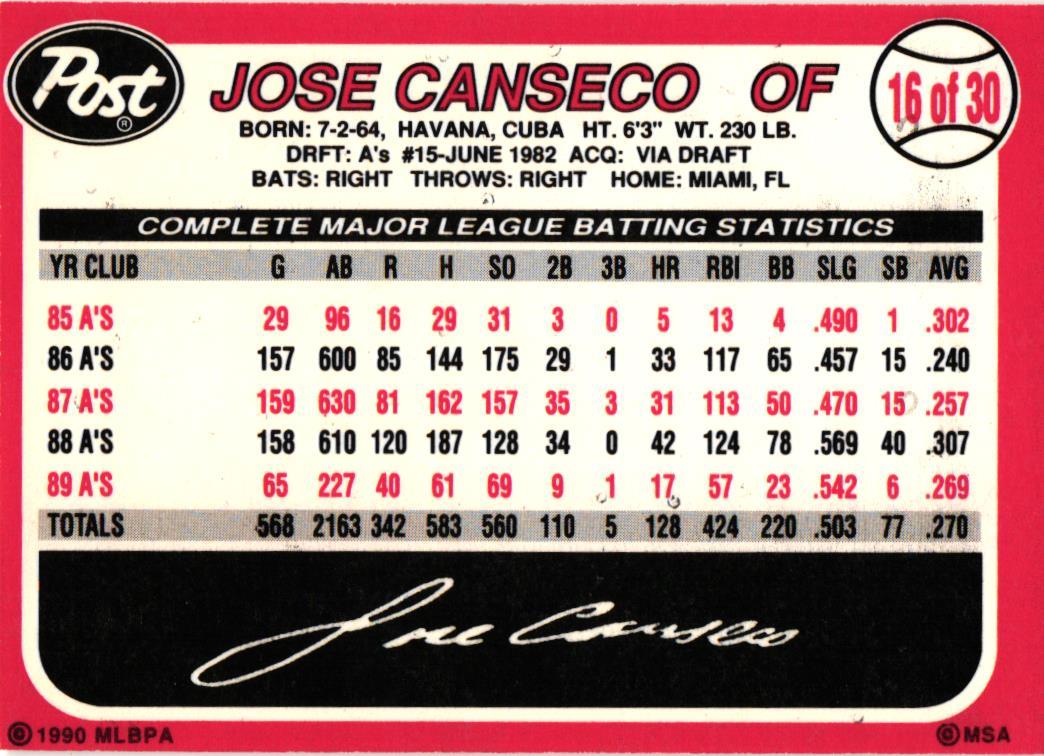 Post®
JOSE CANSECO OF
16 of 30
BORN: 7-2-64, HAVANA, CUBA HT. 6'3" WT. 230 LB.
DRFT: A's #15-JUNE 1982 ACQ: VIA DRAFT
BATS: RIGHT THROWS: RIGHT HOME: MIAMI, FL
COMPLETE MAJOR LEAGUE BATTING STATISTICS
YR CLUB G AB R H SO 2B 3B HR RBI BB SLG SB AVG
85 A'S 29 96 16 29 31 3 0 5 13 4 .490 1 .302
86 A'S 157 600 85 144 175 29 1 33 117 65 .457 15 .240
87 A'S 159 630 81 162 157 35 3 31 113 50 .470 15 .257
88 A'S 158 610 120 187 128 34 0 42 124 78 .569 40 .307
89 A'S 65 227 40 61 69 9 1 17 57 23 .542 6 .269
TOTALS 568 2163 342 583 560 110 5 128 424 220 .503 77 .270
Jose Canseco
©1990 MLBPA
©MSA